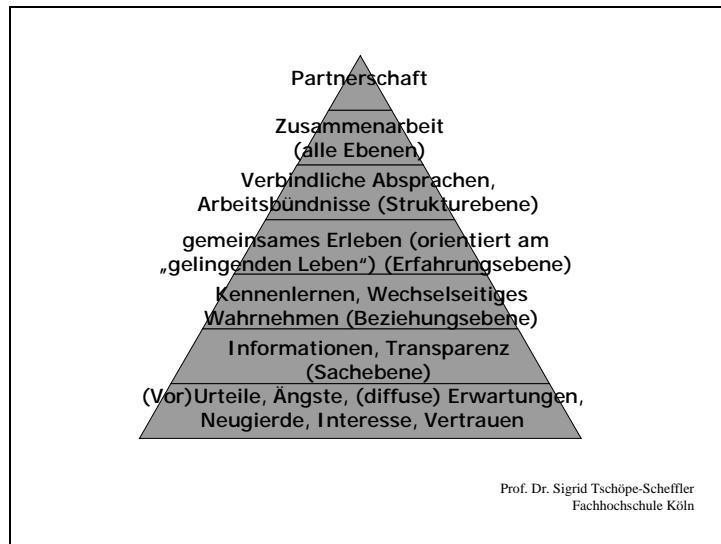 Partnerschaft
Zusammenarbeit
(alle Ebenen)
Verbindliche Absprachen,
Arbeitsbündnisse (Strukturebene)
gemeinsames Erleben (orientiert am
„gelingenden Leben“) (Erfahrungsebene)
Kennenlernen, Wechselseitiges
Wahrnehmen (Beziehungsebene)
Informationen, Transparenz
(Sachebene)
(Vor)Urteile, Ängste, (diffuse) Erwartungen,
Neugierde, Interesse, Vertrauen
Prof. Dr. Sigrid Tschöpe-Scheffler
Fachhochschule Köln